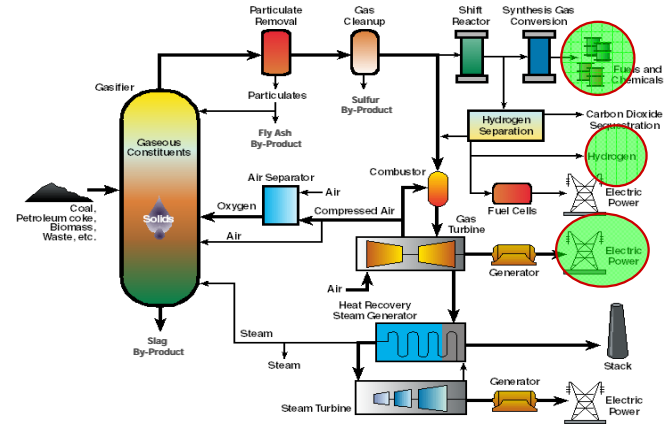 Particulate
Removal
Gas
Cleanup
Shift
Reactor
Synthesis Gas
Conversion
Gasifier
Fuels and
Chemicals
Particulates
Sulfur
By-Product
Fly Ash
By-Product
Gaseous
Constituents
Hydrogen
Separation
Carbon Dioxide
Sequestration
Hydrogen
Combustor
Air Separator
Air
Electric
Power
Fuel Cells
Coal,
Petroleum coke,
Biomass,
Waste, etc.
Solids
Oxygen
Compressed Air
Gas
Turbine
Air
Electric
Power
Generator
Air
Heat Recovery
Steam Generator
Slag
By-Product
Steam
Steam
Stack
Generator
Steam Turbine
Electric
Power